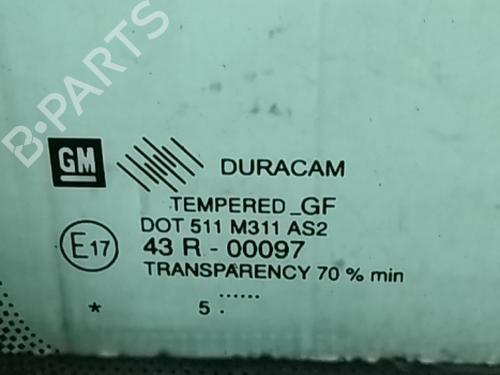 B-PARTS
GM DURACAM
TEMPERED_GF
DOT 511 M311 AS2
E17 43 R - 00097
TRANSPARENCY 70 % min
......
* 5 .